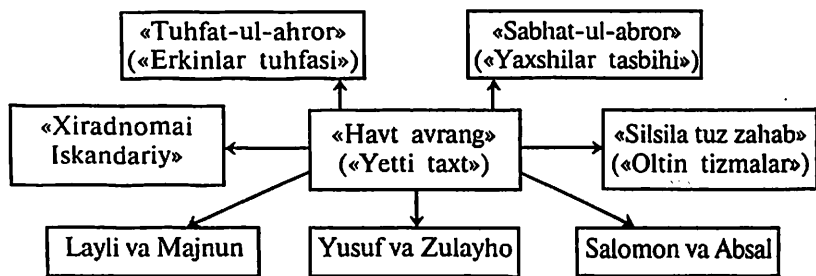 «Tuhfat-ul-ahror»
(«Erkinlar tuhfasi»)
«Sabhat-ul-abror»
(«Yaxshilar tasbihi»)
«Xiradnomai
Iskandariy»
«Havt avrang»
(«Yetti taxt»)
«Silsila tuz zahab»
(«Oltin tizmalar»)
Layli va Majnun
Yusuf va Zulayho
Salomon va Absal